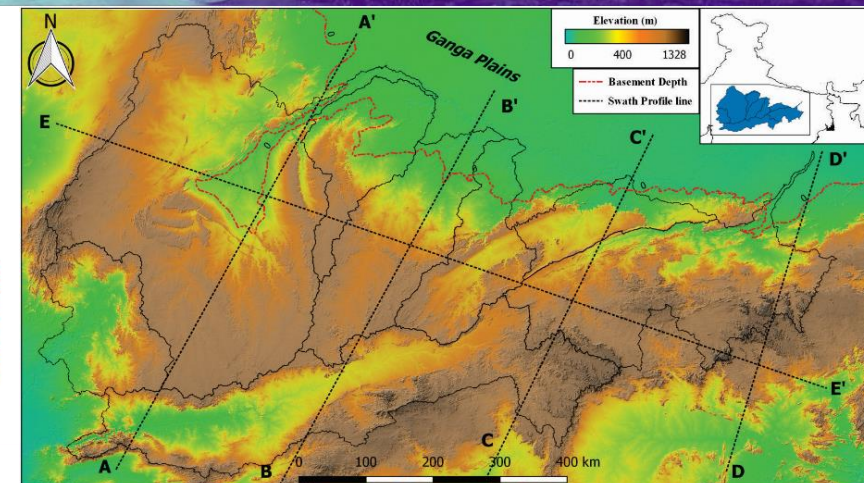 N
A'
Ganga Plains
Elevation (m)
0 400 1328
Basement Depth
Swath Profile line
E
B'
C'
D'
E'
A
B
C
D
0 100 200 300 400 km